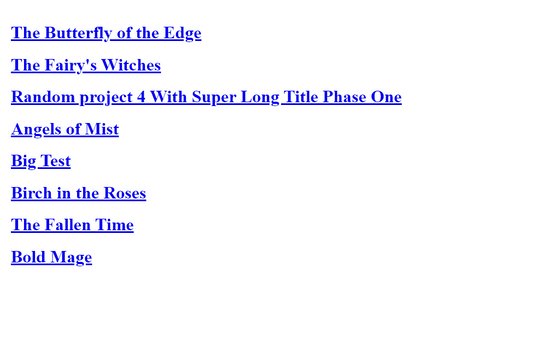 The Butterfly of the Edge
The Fairy's Witches
Random project 4 With Super Long Title Phase One
Angels of Mist
Big Test
Birch in the Roses
The Fallen Time
Bold Mage